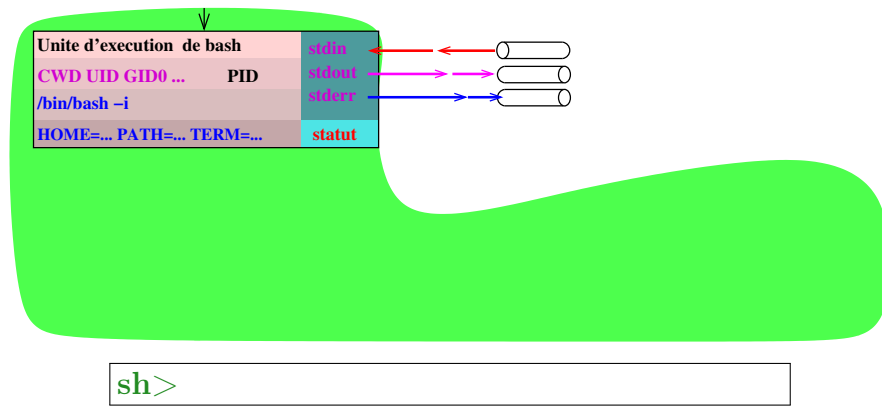 Unite d'execution de bash stdin
CWD UID GID0 ... PID stdout
/bin/bash −i stderr
HOME=... PATH=... TERM=... statut
sh>